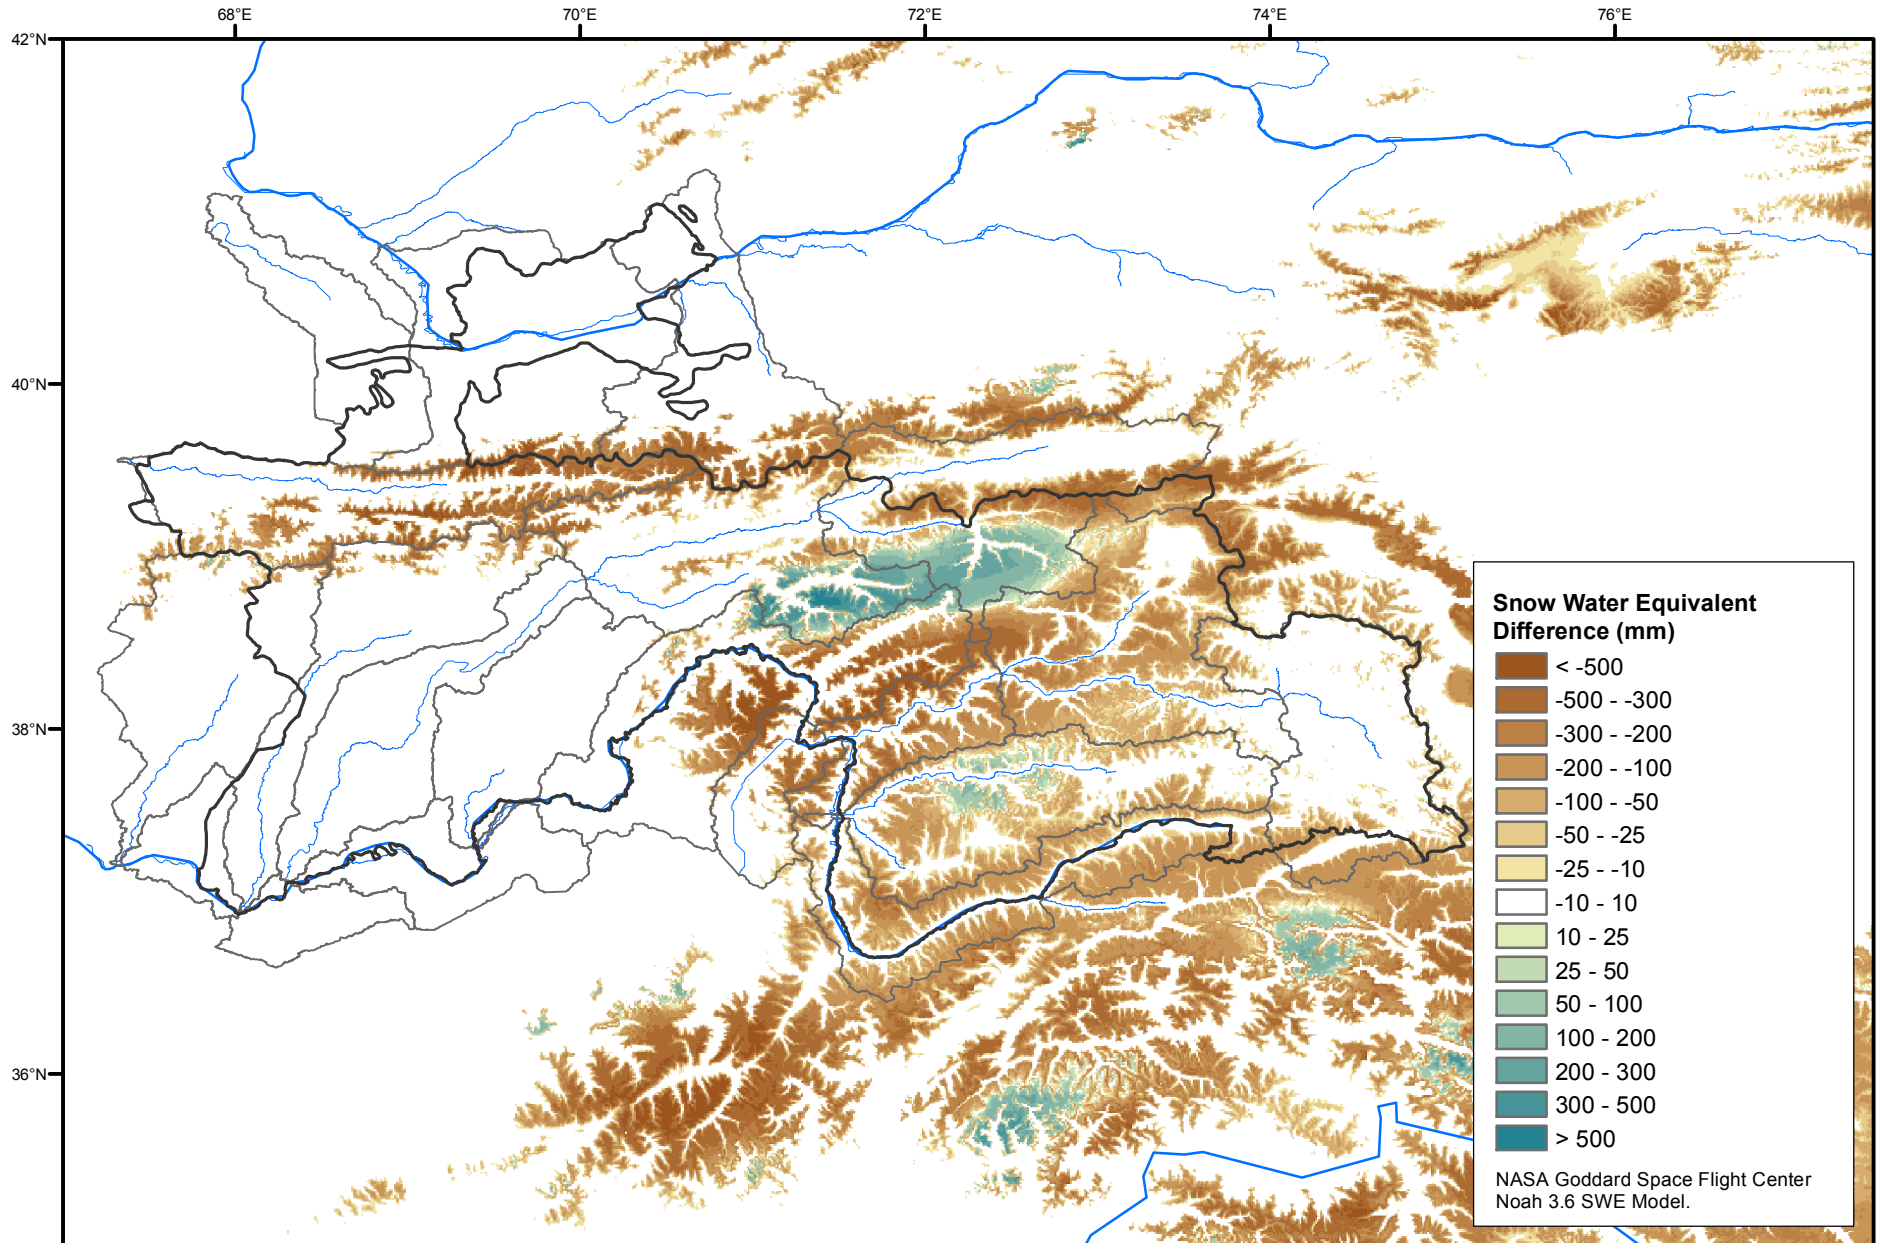 68°E
70°E
72°E
74°E
76°E
42°N
40°N
38°N
36°N
Snow Water Equivalent
Difference (mm)
< -500
-500 - -300
-300 - -200
-200 - -100
-100 - -50
-50 - -25
-25 - -10
-10 - 10
10 - 25
25 - 50
50 - 100
100 - 200
200 - 300
300 - 500
> 500
NASA Goddard Space Flight Center
Noah 3.6 SWE Model.